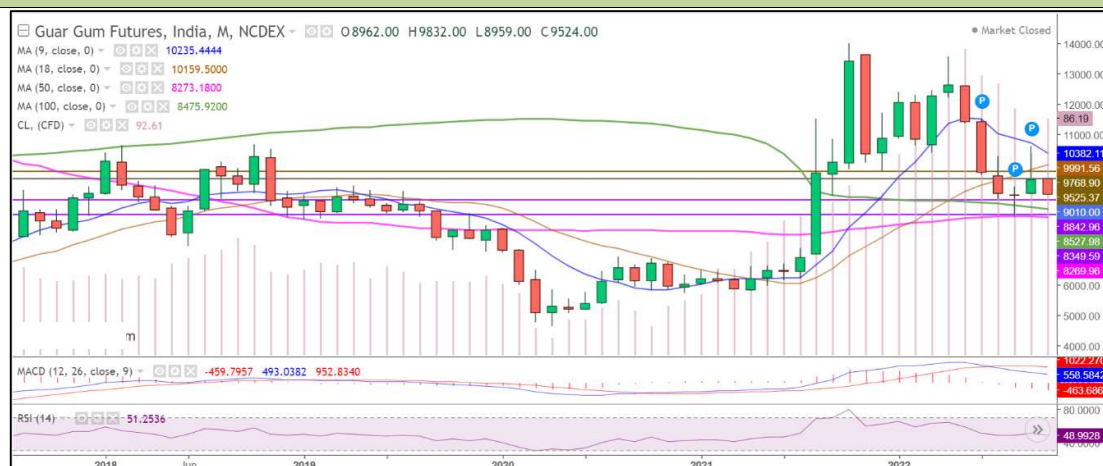 Guar Gum Futures, India, M, NCDEX O8962.00 H9832.00 L8959.00 C9524.00
Market Closed
MA (9, close, 0) 10235.4444
MA (18, close, 0) 10159.5000
MA (50, close, 0) 8273.1800
MA (100, close, 0) 8475.9200
CL, (CFD) 92.61
14000.00
13000.00
12000.00
86.19
11000.00
10382.11
9991.56
9768.90
9525.37
9010.00
8842.96
8527.98
8349.59
8269.96
6000.00
5000.00
4000.00
P
P
P
m
MACD (12, 26, close, 9) -459.7957 493.0382 952.8340
1022.270
558.5842
-463.686
RSI (14) 51.2536
80.0000
48.9928
40.0000
2018 Jun 2019 2020 2021 2022